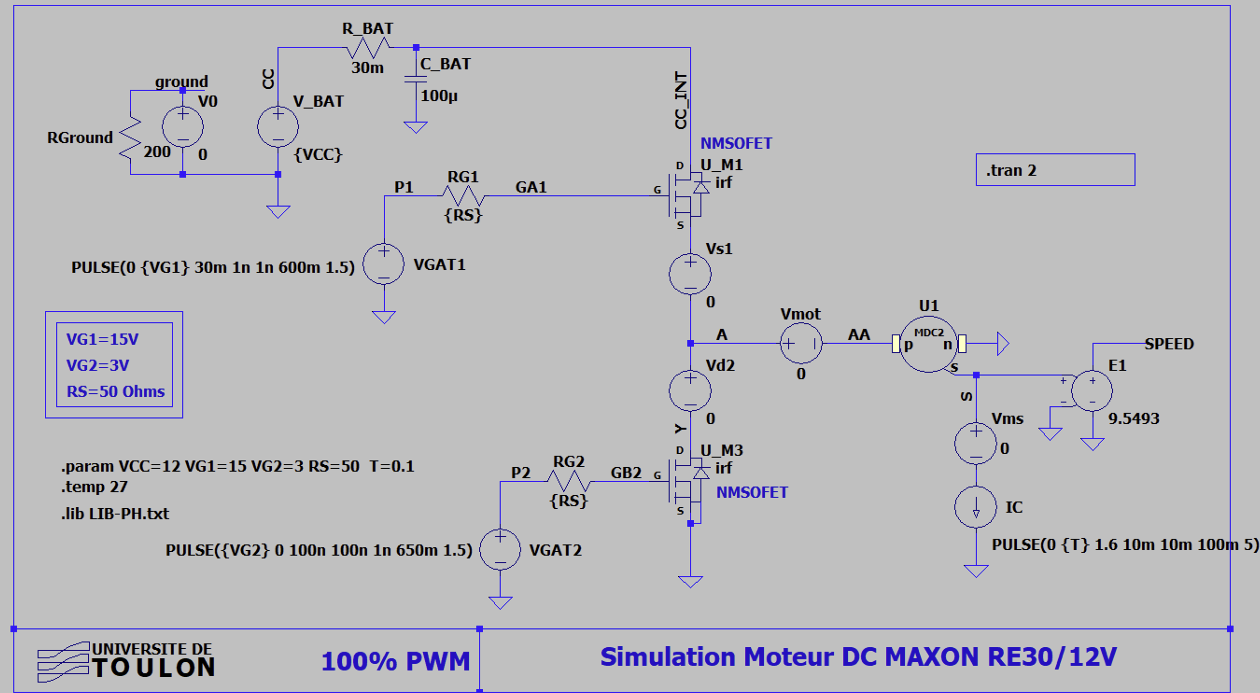 R_BAT
30m
C_BAT
100µ
CC
ground
V0
0
RGround
200
V_BAT
{VCC}
CC_INT
NMSOFET
D
U_M1
irf
G
S
.tran 2
P1
RG1
{RS}
GA1
PULSE(0 {VG1} 30m 1n 1n 600m 1.5)
VGAT1
Vs1
0
VG1=15V
VG2=3V
RS=50 Ohms
A
Vmot
0
AA
U1
MDC2
p
n
s
SPEED
E1
9.5493
Vd2
0
Y
S
Vms
0
IC
PULSE(0 {T} 1.6 10m 10m 100m 5)
D
U_M3
irf
G
S
NMSOFET
P2
RG2
{RS}
GB2
.param VCC=12 VG1=15 VG2=3 RS=50 T=0.1
.temp 27
.lib LIB-PH.txt
PULSE({VG2} 0 100n 100n 1n 650m 1.5)
VGAT2
UNIVERSITE DE
TOULON
100% PWM
Simulation Moteur DC MAXON RE30/12V